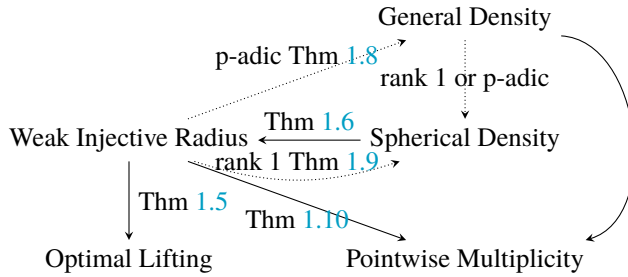 General Density
p-adic Thm 1.8
rank 1 or p-adic
Thm 1.6
Weak Injective Radius
Spherical Density
rank 1 Thm 1.9
Thm 1.5
Thm 1.10
Optimal Lifting
Pointwise Multiplicity